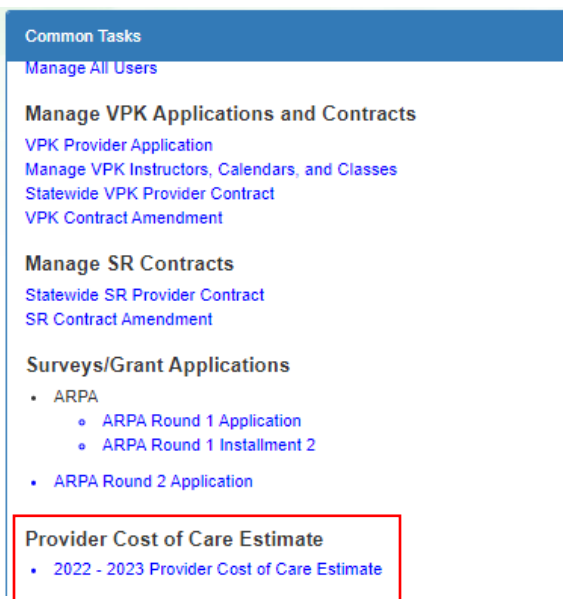 Common Tasks
Manage All Users
Manage VPK Applications and Contracts
VPK Provider Application
Manage VPK Instructors, Calendars, and Classes
Statewide VPK Provider Contract
VPK Contract Amendment
Manage SR Contracts
Statewide SR Provider Contract
SR Contract Amendment
Surveys/Grant Applications
ARPA
ARPA Round 1 Application
ARPA Round 1 Installment 2
ARPA Round 2 Application
Provider Cost of Care Estimate
2022 - 2023 Provider Cost of Care Estimate